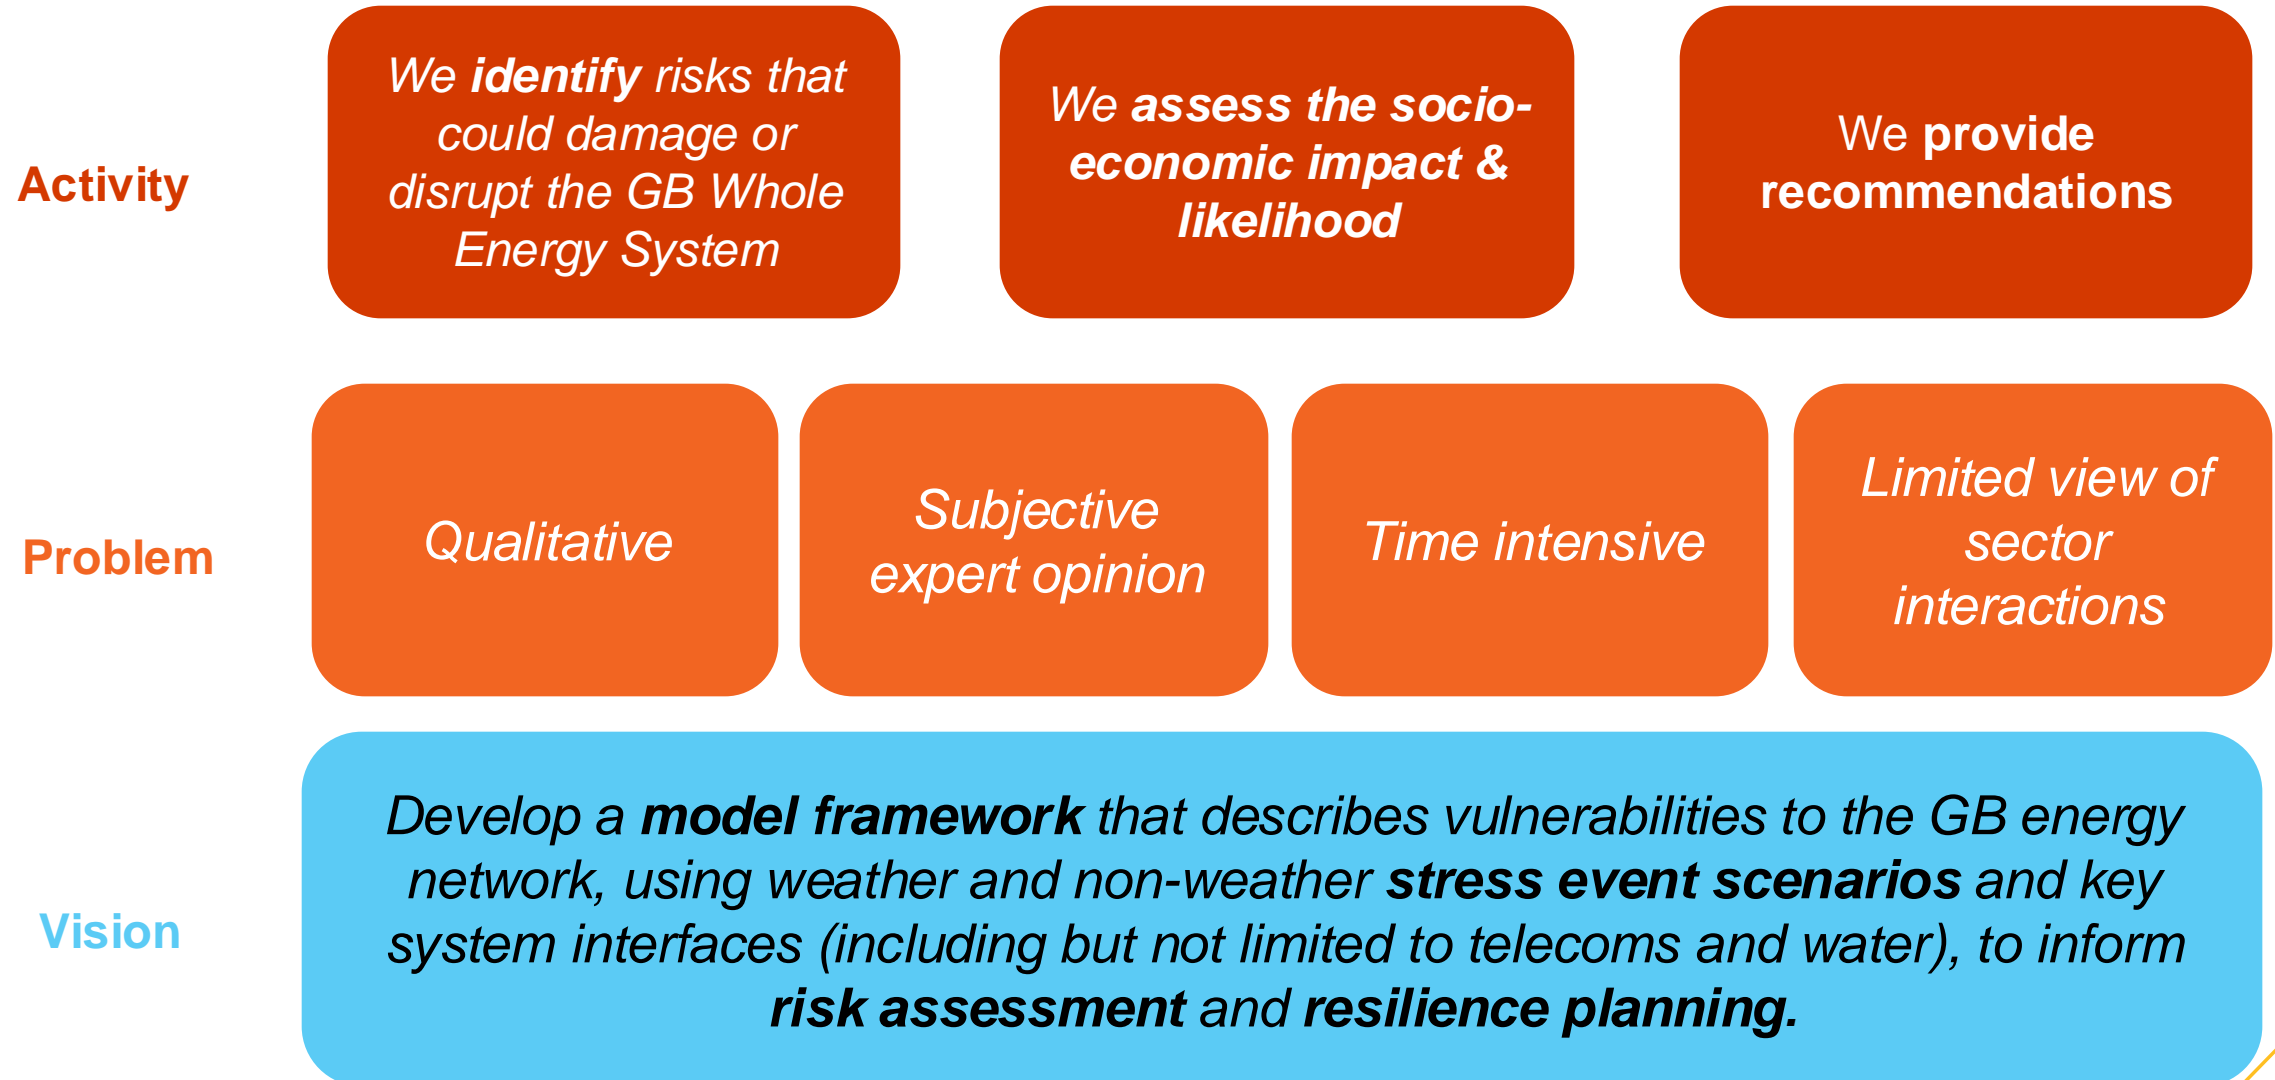 Activity
We identify risks that
could damage or
disrupt the GB Whole
Energy System
We assess the socio-
economic impact &
likelihood
We provide
recommendations
Problem
Qualitative
Subjective
expert opinion
Time intensive
Limited view of
sector
interactions
Vision
Develop a model framework that describes vulnerabilities to the GB energy
network, using weather and non-weather stress event scenarios and key
system interfaces (including but not limited to telecoms and water), to inform
risk assessment and resilience planning.